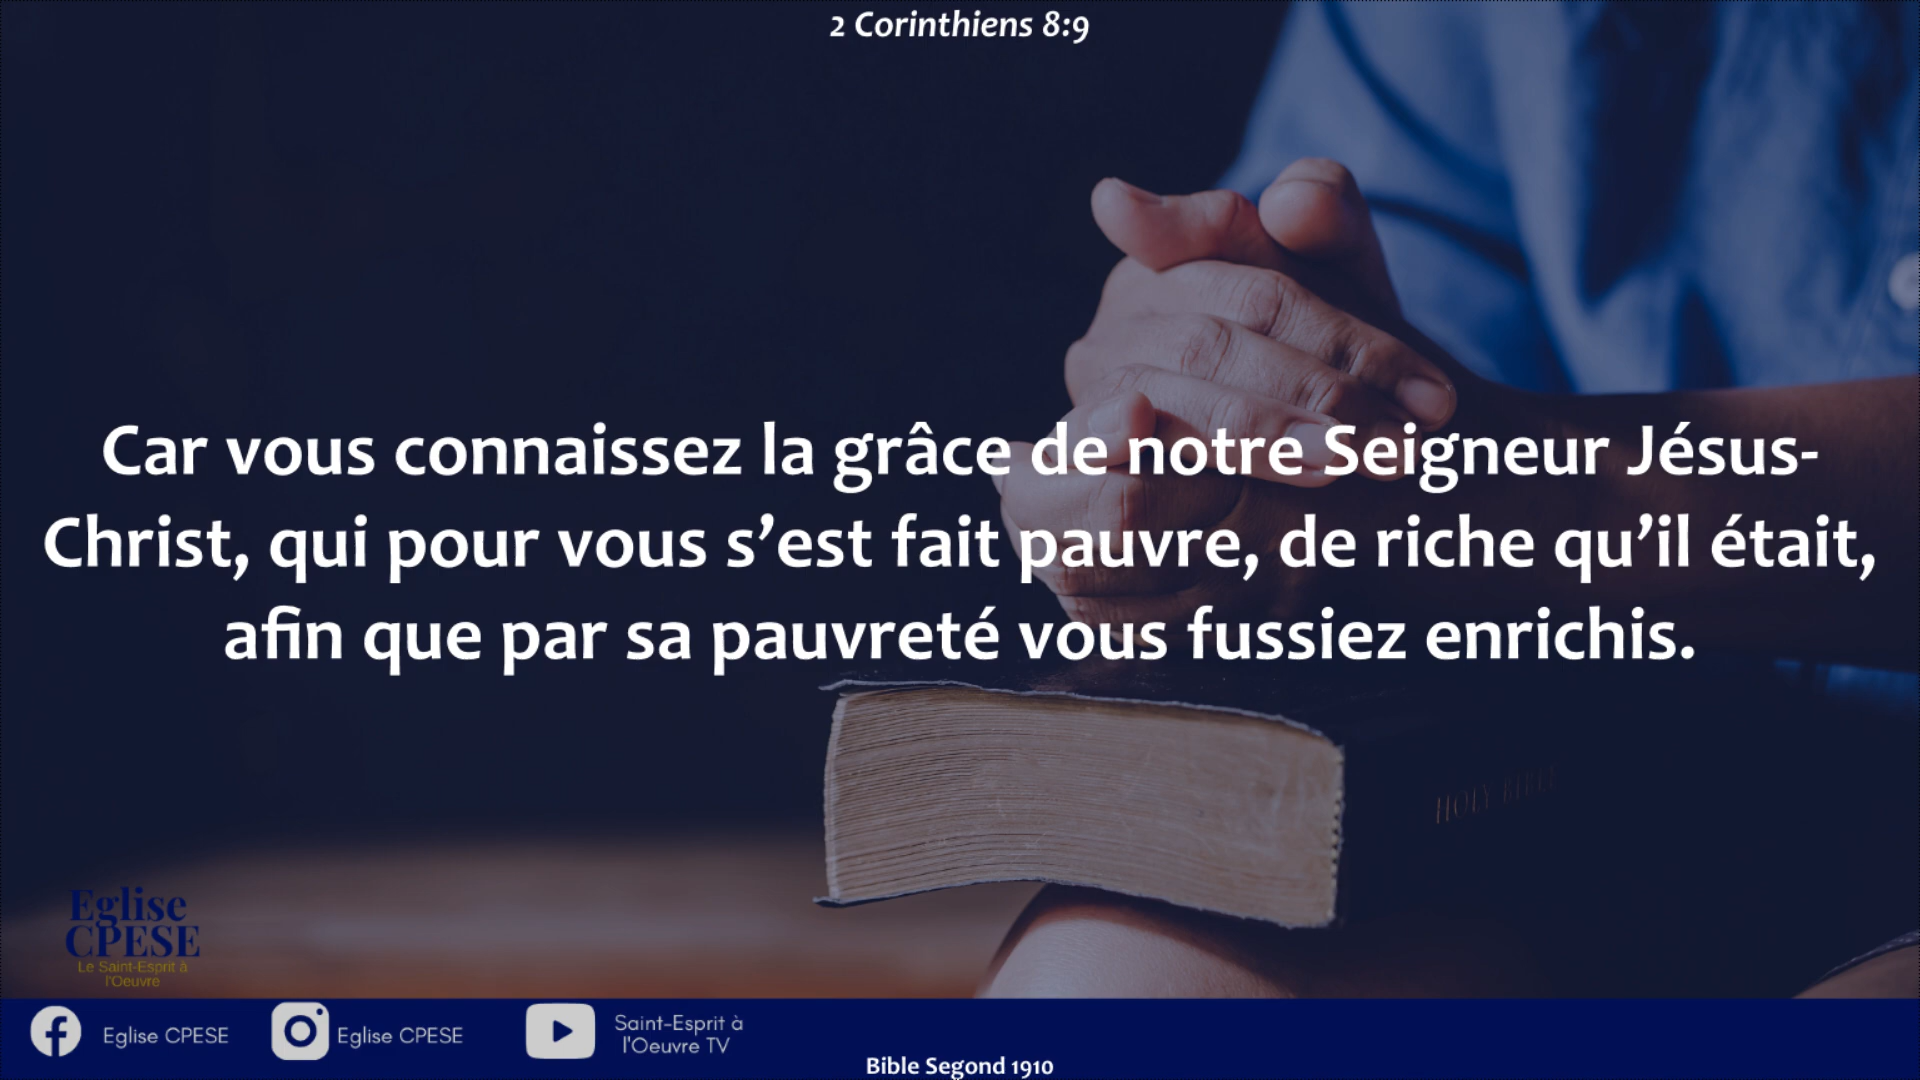 2 Corinthiens 8:9
Car vous connaissez la grâce de notre Seigneur Jésus-
Christ, qui pour vous s’est fait pauvre, de riche qu’il était,
afin que par sa pauvreté vous fussiez enrichis.
HOLY BIBLE
Eglise
CPESE
Le Saint-Esprit à
l'Oeuvre
Eglise CPESE
Eglise CPESE
Saint-Esprit à
l'Oeuvre TV
Bible Segond 1910